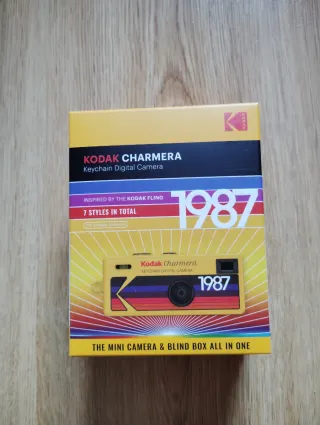 KODAK CHARMERA
Keychain Digital Camera
INSPIRED BY THE KODAK FLING
7 STYLES IN TOTAL
1987
Kodak Charmera
KEYCHAIN DIGITAL CAMERA
1987
THE MINI CAMERA & BLIND BOX ALL IN ONE